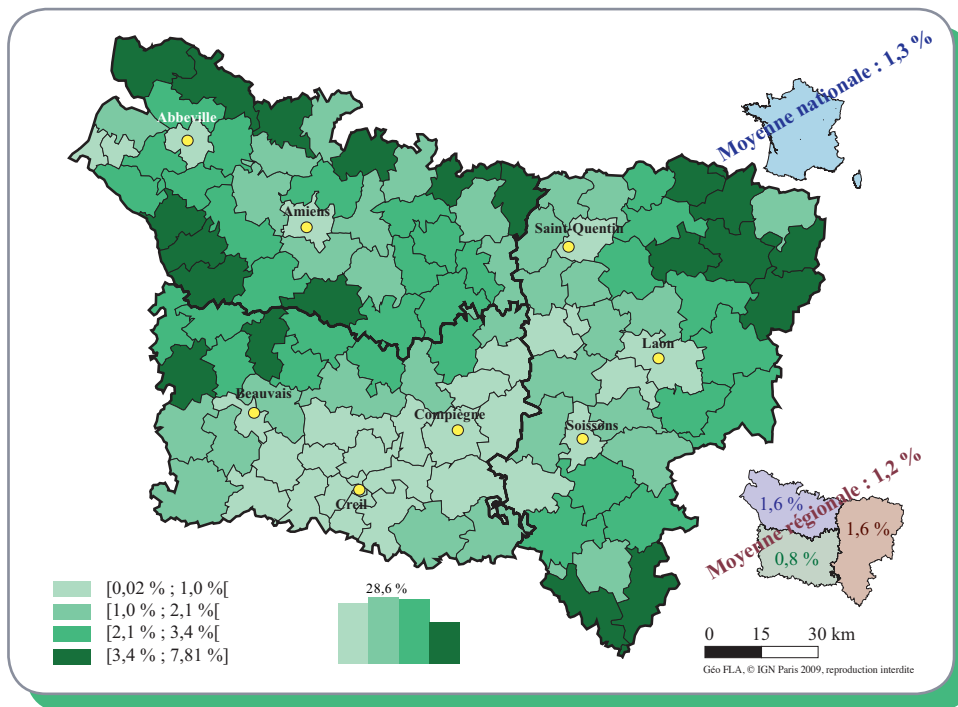 Moyenne nationale : 1,3 %
Abbeville
Amiens
Saint-Quentin
Laon
Beauvais
Compiègne
Soissons
Creil
Moyenne régionale : 1,2 %
1,6 %
1,6 %
0,8 %
[0,02 % ; 1,0 %[
[1,0 % ; 2,1 %[
[2,1 % ; 3,4 %[
[3,4 % ; 7,81 %]
28,6 %
0 15 30 km
Géo FLA, © IGN Paris 2009, reproduction interdite